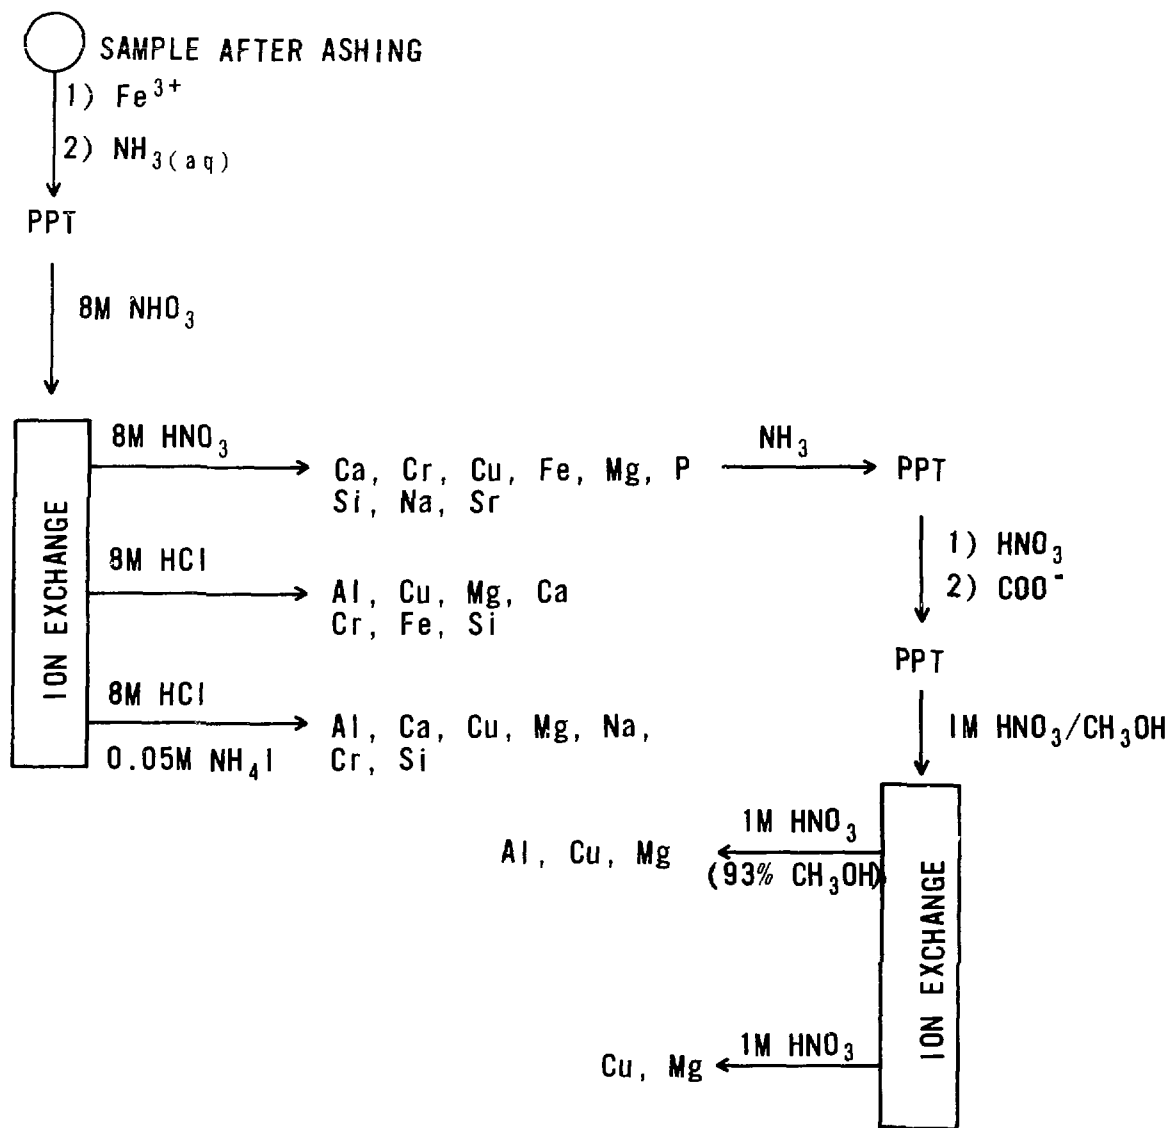 SAMPLE AFTER ASHING
1) Fe³⁺
2) NH₃(aq)
PPT
8M NHO₃
ION EXCHANGE
8M HNO₃
Ca, Cr, Cu, Fe, Mg, P
Si, Na, Sr
NH₃
PPT
8M HCl
Al, Cu, Mg, Ca
Cr, Fe, Si
1) HNO₃
2) COO⁻
PPT
8M HCl
0.05M NH₄I
Al, Ca, Cu, Mg, Na,
Cr, Si
1M HNO₃/CH₃OH
ION EXCHANGE
1M HNO₃
(93% CH₃OH)
Al, Cu, Mg
1M HNO₃
Cu, Mg